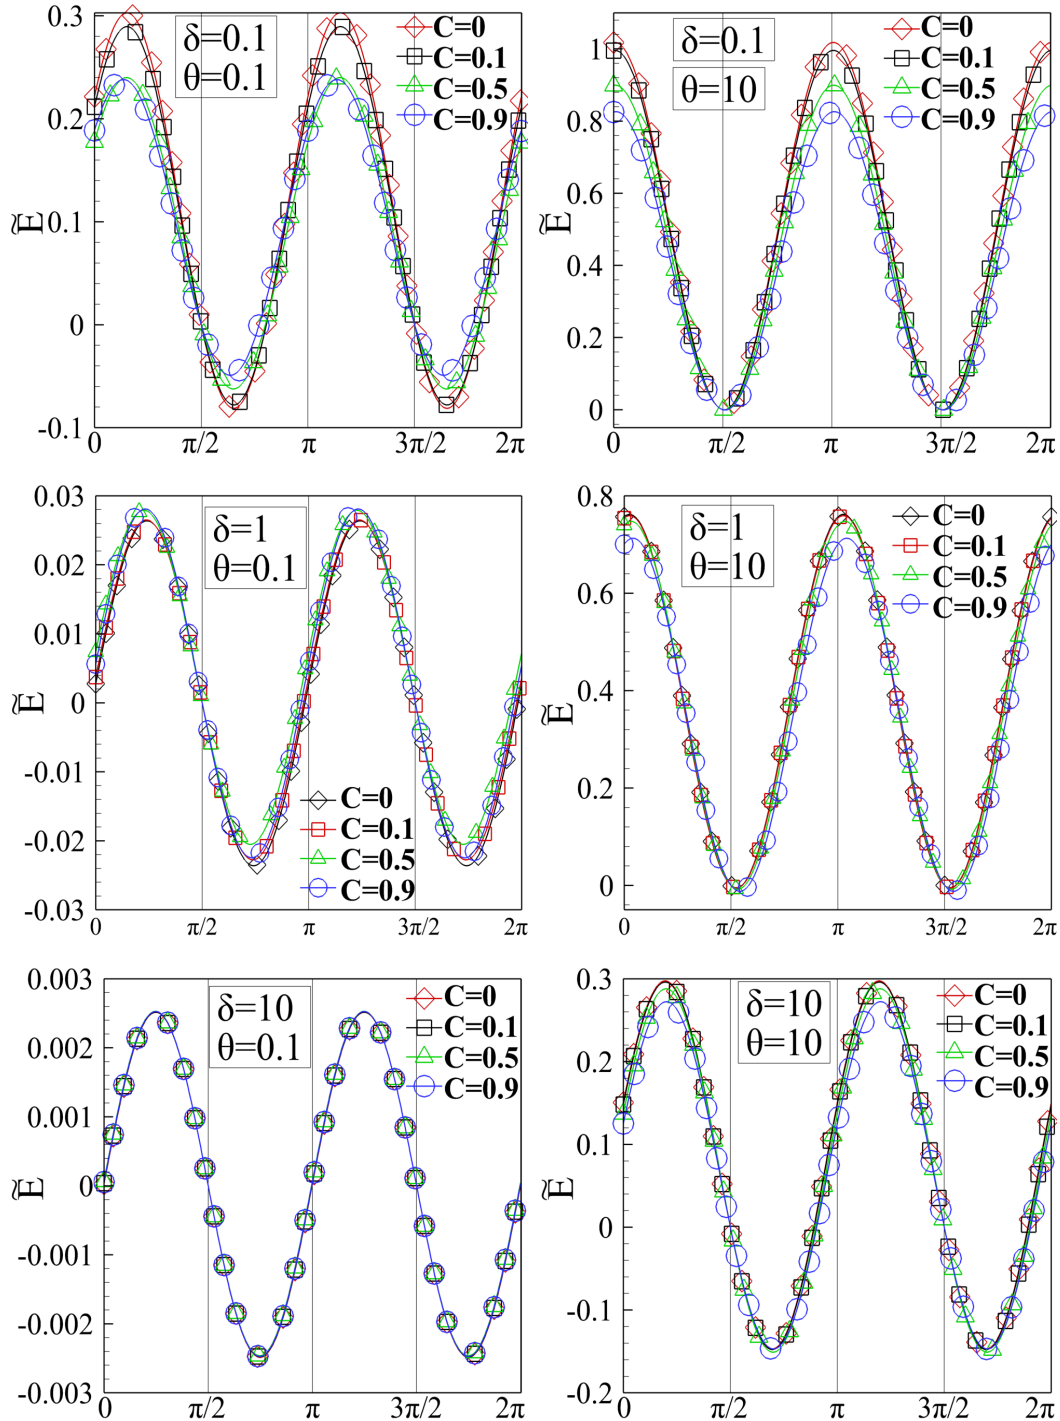 0.3
0.2
0.1
0
-0.1
Ẽ
δ=0.1
θ=0.1
C=0
C=0.1
C=0.5
C=0.9
0
π/2
π
3π/2
2π
1
0.8
0.6
0.4
0.2
0
Ẽ
δ=0.1
θ=10
C=0
C=0.1
C=0.5
C=0.9
0
π/2
π
3π/2
2π
0.03
0.02
0.01
0
-0.01
-0.02
-0.03
Ẽ
δ=1
θ=0.1
C=0
C=0.1
C=0.5
C=0.9
0
π/2
π
3π/2
2π
0.8
0.6
0.4
0.2
0
Ẽ
δ=1
θ=10
C=0
C=0.1
C=0.5
C=0.9
0
π/2
π
3π/2
2π
0.003
0.002
0.001
0
-0.001
-0.002
-0.003
Ẽ
δ=10
θ=0.1
C=0
C=0.1
C=0.5
C=0.9
0
π/2
π
3π/2
2π
0.3
0.2
0.1
0
-0.1
-0.2
Ẽ
δ=10
θ=10
C=0
C=0.1
C=0.5
C=0.9
0
π/2
π
3π/2
2π